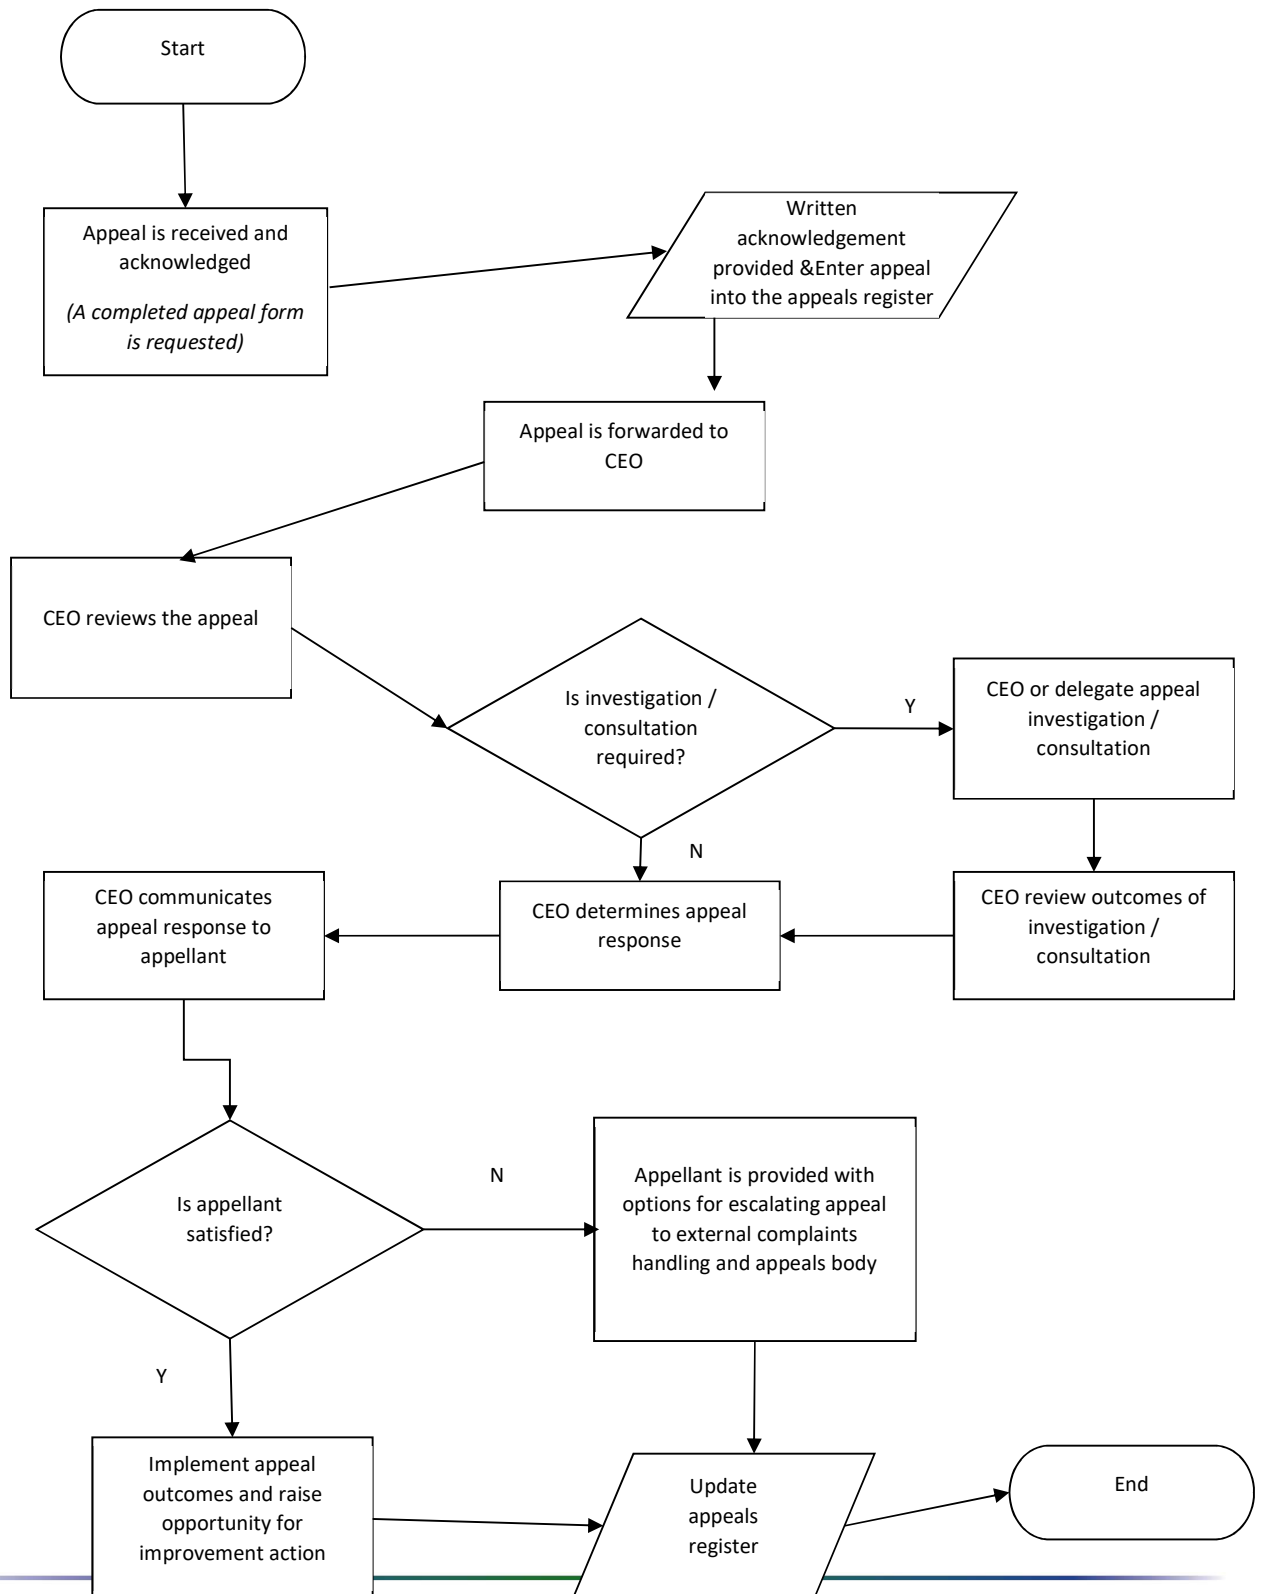 Start
Appeal is received and
acknowledged
(A completed appeal form
is requested)
Written
acknowledgement
provided &Enter appeal
into the appeals register
Appeal is forwarded to
CEO
CEO reviews the appeal
Is investigation /
consultation
required?
Y
CEO or delegate appeal
investigation /
consultation
N
CEO communicates
appeal response to
appellant
CEO determines appeal
response
CEO review outcomes of
investigation /
consultation
Is appellant
satisfied?
N
Appellant is provided with
options for escalating appeal
to external complaints
handling and appeals body
Y
Implement appeal
outcomes and raise
opportunity for
improvement action
Update
appeals
register
End